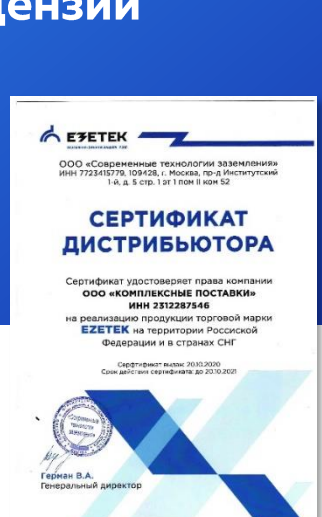 цензии
EZETEK
ООО «Современные технологии заземления»
ИНН 7723415779, 109428, г. Москва, пр-д Институтский
1-й, д. 5 стр. 1 эт 1 пом II ком 52
СЕРТИФИКАТ
ДИСТРИБЬЮТОРА
Сертификат удостоверяет права компании
ООО «КОМПЛЕКСНЫЕ ПОСТАВКИ»
ИНН 2312287546
на реализацию продукции торговой марки
EZETEK на территории Российской
Федерации и в странах СНГ
Сертификат выдан: 20.10.2020
Срок действия сертификата: до 20.10.2021
Герман В.А.
Генеральный директор